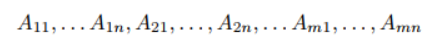 A₁₁, . . . A₁ₙ, A₂₁, . . . , A₂ₙ, . . . Aₘ₁, . . . , Aₘₙ